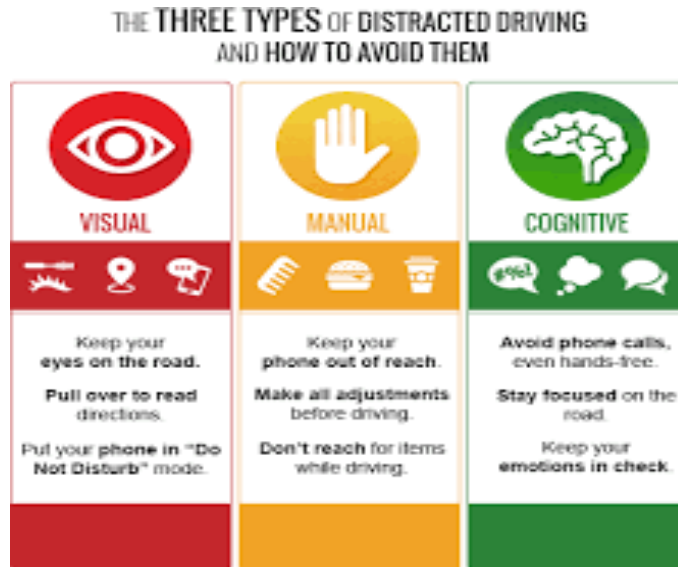 THE THREE TYPES OF DISTRACTED DRIVING
AND HOW TO AVOID THEM
VISUAL
Keep your
eyes on the road.
Pull over to read
directions.
Put your phone in "Do
Not Disturb" mode.
MANUAL
Keep your
phone out of reach.
Make all adjustments
before driving.
Don't reach for items
while driving.
COGNITIVE
#%!
Avoid phone calls,
even hands-free.
Stay focused on the
road.
Keep your
emotions in check.